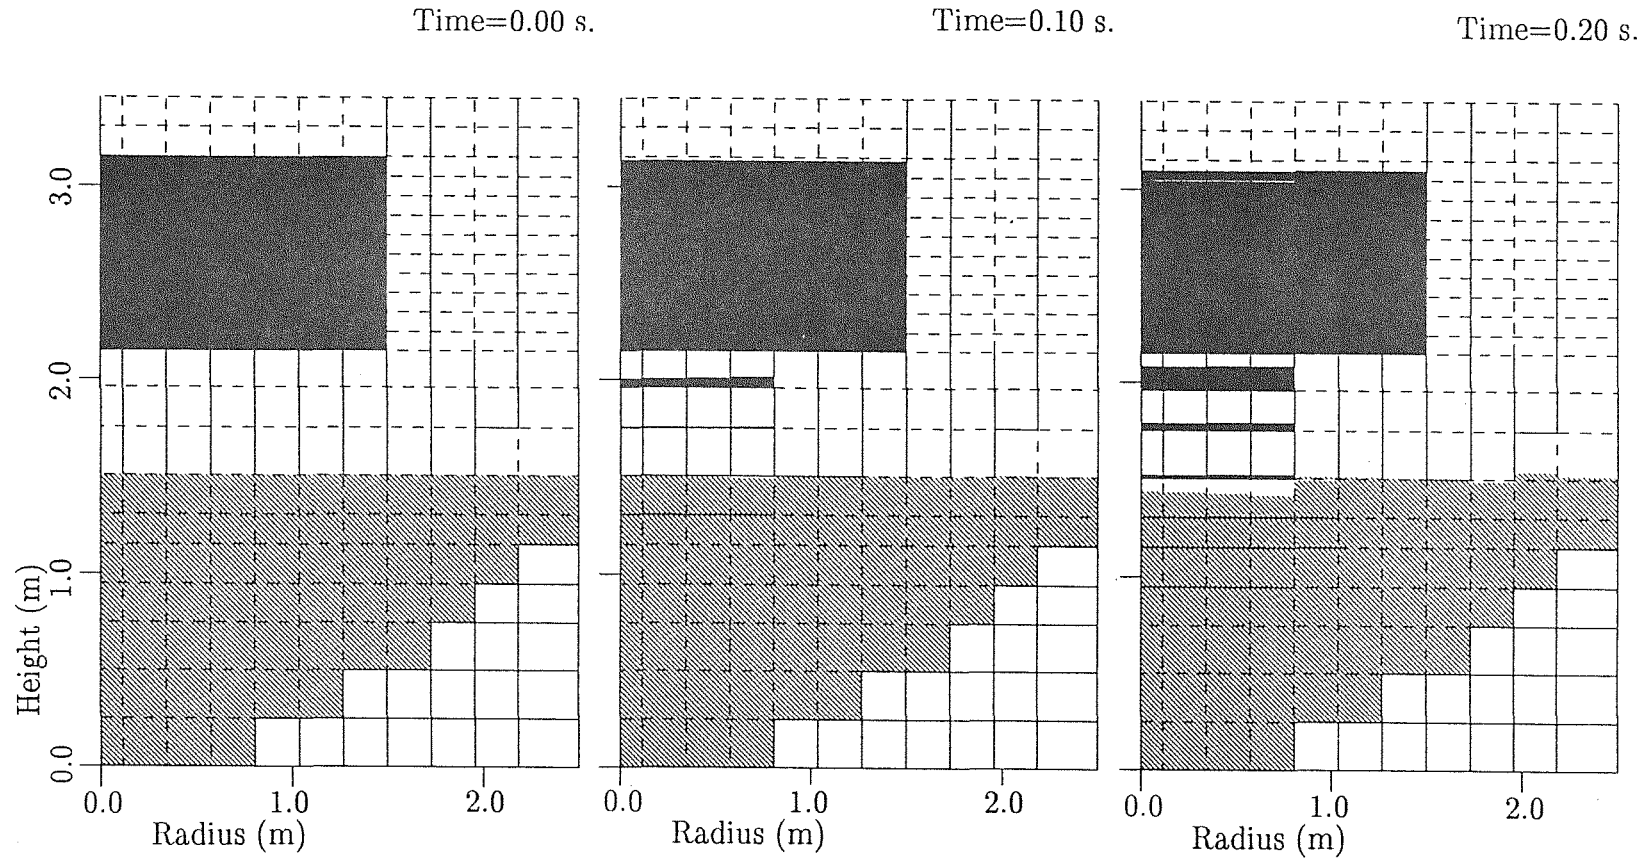 Time=0.00 s.
Time=0.10 s.
Time=0.20 s.
Height (m)
3.0
2.0
1.0
0.0
0.0 1.0 2.0
Radius (m)
0.0 1.0 2.0
Radius (m)
0.0 1.0 2.0
Radius (m)